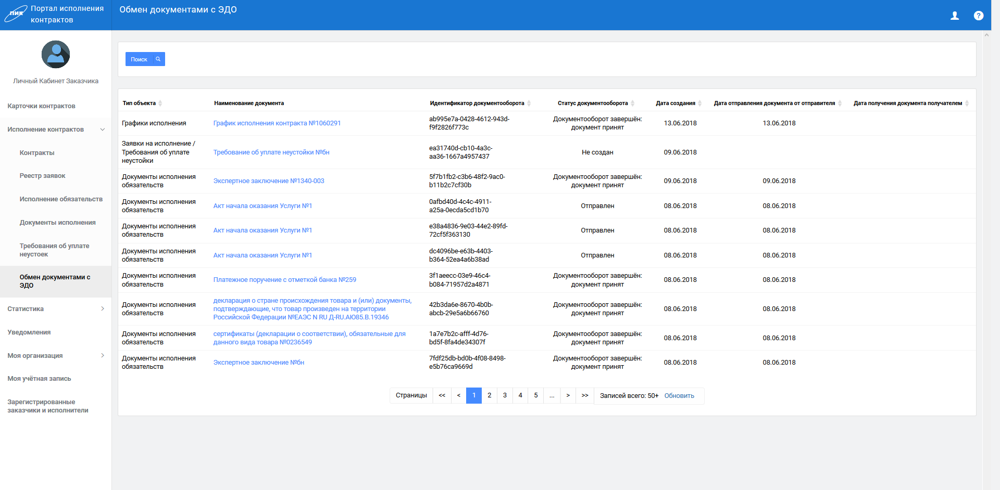 пик
Портал исполнения
контрактов
Обмен документами с ЭДО
?
Личный Кабинет Заказчика
Карточки контрактов
Исполнение контрактов
Контракты
Реестр заявок
Исполнение обязательств
Документы исполнения
Требования об уплате
неустоек
Обмен документами с
ЭДО
Статистика
Уведомления
Моя организация
Моя учётная запись
Зарегистрированные
заказчики и исполнители
Поиск
Тип объекта Наименование документа Идентификатор документооборота Статус документооборота Дата создания Дата отправления документа от отправителя Дата получения документа получателем
Графики исполнения График исполнения контракта №1060291 ab995e7a-0428-4612-943d- Документооборот завершён: 13.06.2018 13.06.2018
f9f2826f773c документ принят
Заявки на исполнение /
Требования об уплате Требование об уплате неустойки №бн ea31740d-cb10-4a3c- Не создан 09.06.2018
неустойки aa36-1667a4957437
Документы исполнения Экспертное заключение №1340-003 5f7b1fb2-c3b6-48f2-9ac0- Документооборот завершён: 09.06.2018 09.06.2018
обязательств b11b2c7cf30b документ принят
Документы исполнения Акт начала оказания Услуги №1 0afbd40d-4c4c-4911- Отправлен 08.06.2018 08.06.2018
обязательств a25a-0ecda5cd1b70
Документы исполнения Акт начала оказания Услуги №1 e38a4836-9e03-44e2-89fd- Отправлен 08.06.2018 08.06.2018
обязательств 72cf5f363130
Документы исполнения Акт начала оказания Услуги №1 dc4096be-e63b-4403- Отправлен 08.06.2018 08.06.2018
обязательств b364-52ea4a6b38ad
Документы исполнения Платежное поручение с отметкой банка №259 3f1aeecc-03e9-46c4- Документооборот завершён: 08.06.2018 08.06.2018
обязательств b084-71957d2a4871 документ принят
декларация о стране происхождения товара и (или) документы,
Документы исполнения подтверждающие, что товар произведен на территории 42b3da6e-8670-4b0b- Документооборот завершён: 08.06.2018 08.06.2018
обязательств Российской Федерации №ЕАЭС N RU Д-RU.АЮ85.В.19346 abcb-29e5a6b66760 документ принят
Документы исполнения сертификаты (декларации о соответствии), обязательные для 1a7e7b2c-afff-4d76- Документооборот завершён: 08.06.2018 08.06.2018
обязательств данного вида товара №0236549 bd5f-8fa4de34307f документ принят
Документы исполнения Экспертное заключение №бн 7fdf25db-bd0b-4f08-8498- Документооборот завершён: 08.06.2018 08.06.2018
обязательств e5b76ca9669d документ принят
Страницы << < 1 2 3 4 5 ... > >> Записей всего: 50+ Обновить